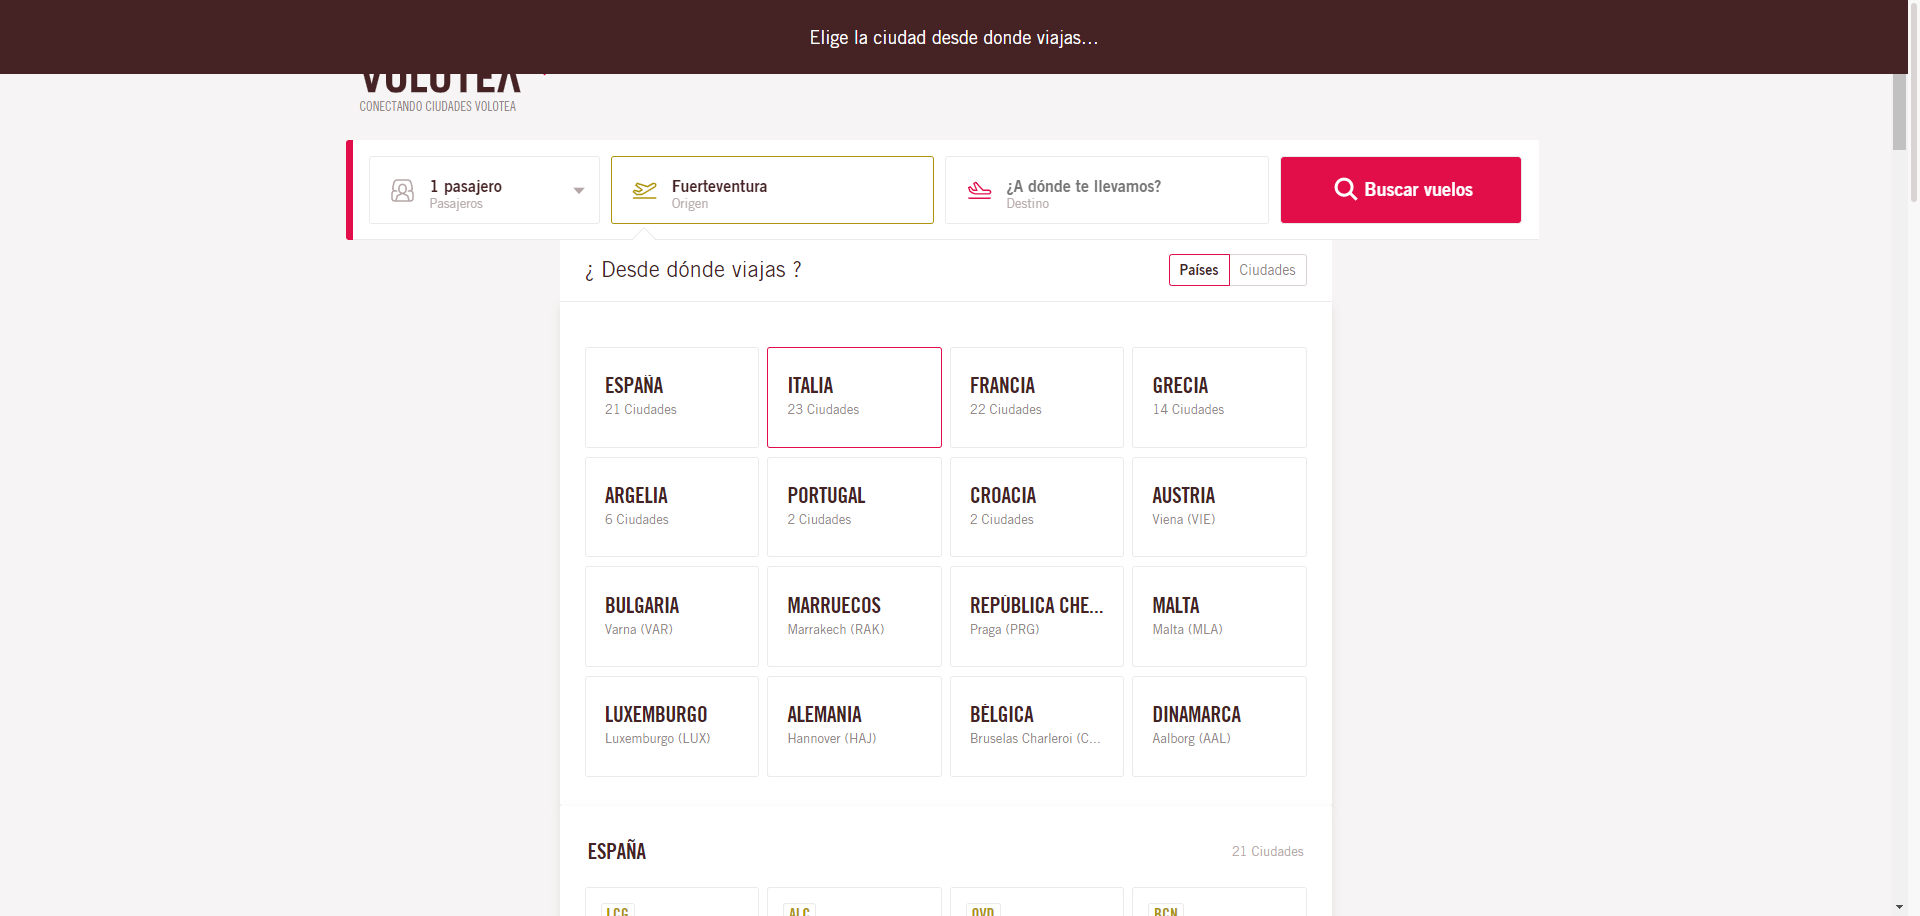 Elige la ciudad desde donde viajas...
VOLOTEA
CONECTANDO CIUDADES VOLOTEA
1 pasajero
Pasajeros
Fuerteventura
Origen
¿A dónde te llevamos?
Destino
Buscar vuelos
¿ Desde dónde viajas ?
Países
Ciudades
ESPAÑA
21 Ciudades
ITALIA
23 Ciudades
FRANCIA
22 Ciudades
GRECIA
14 Ciudades
ARGELIA
6 Ciudades
PORTUGAL
2 Ciudades
CROACIA
2 Ciudades
AUSTRIA
Viena (VIE)
BULGARIA
Varna (VAR)
MARRUECOS
Marrakech (RAK)
REPÚBLICA CHE...
Praga (PRG)
MALTA
Malta (MLA)
LUXEMBURGO
Luxemburgo (LUX)
ALEMANIA
Hannover (HAJ)
BÉLGICA
Bruselas Charleroi (C...
DINAMARCA
Aalborg (AAL)
ESPAÑA
21 Ciudades
LCG
ALC
OVD
BCN